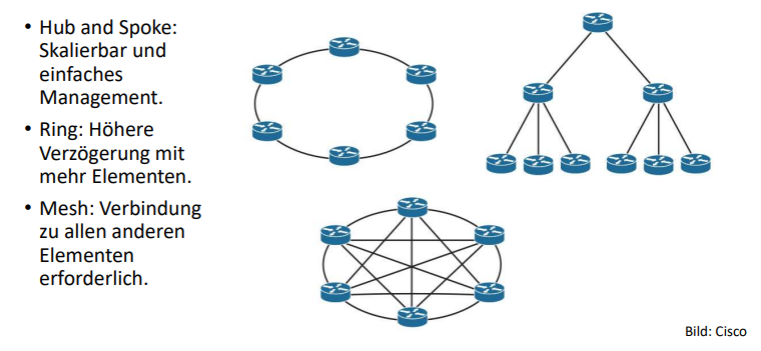 • Hub and Spoke:
Skalierbar und
einfaches
Management.
• Ring: Höhere
Verzögerung mit
mehr Elementen.
• Mesh: Verbindung
zu allen anderen
Elementen
erforderlich.
Bild: Cisco